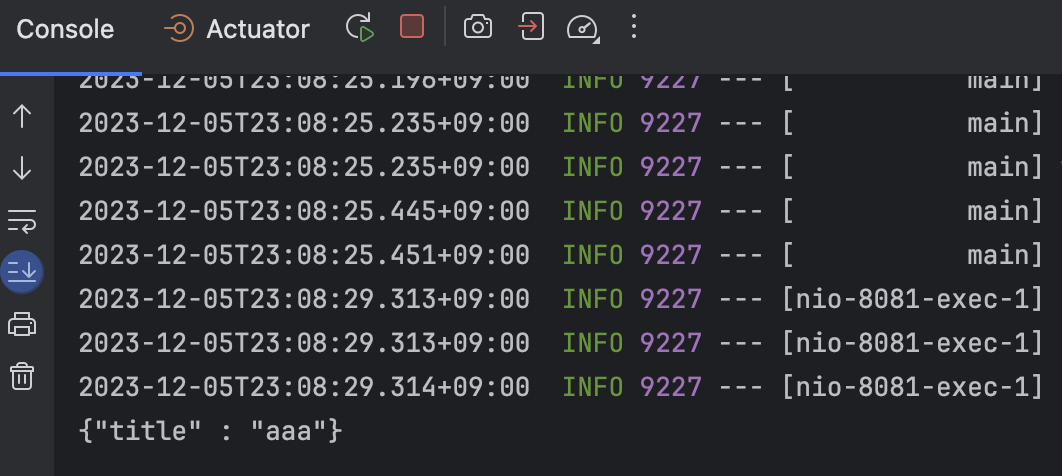 Console Actuator
2023-12-05T23:08:25.196+09:00  INFO 9227 --- [           main]
2023-12-05T23:08:25.235+09:00  INFO 9227 --- [           main]
2023-12-05T23:08:25.235+09:00  INFO 9227 --- [           main]
2023-12-05T23:08:25.445+09:00  INFO 9227 --- [           main]
2023-12-05T23:08:25.451+09:00  INFO 9227 --- [           main]
2023-12-05T23:08:29.313+09:00  INFO 9227 --- [nio-8081-exec-1]
2023-12-05T23:08:29.313+09:00  INFO 9227 --- [nio-8081-exec-1]
2023-12-05T23:08:29.314+09:00  INFO 9227 --- [nio-8081-exec-1]
{"title" : "aaa"}